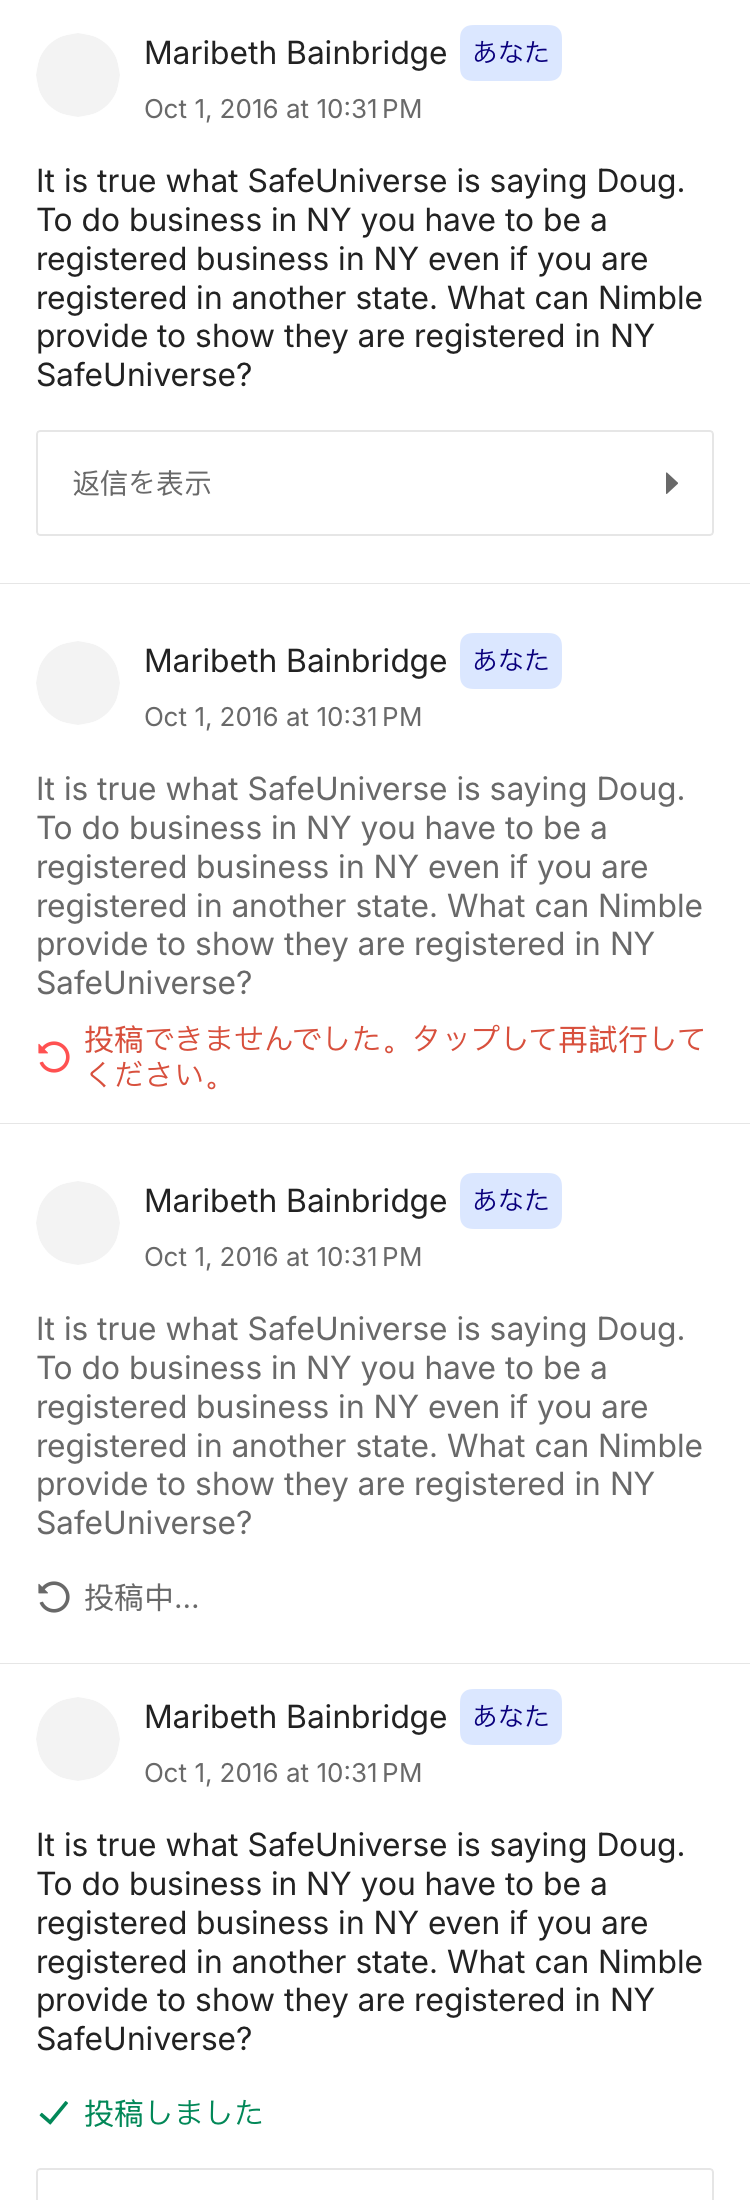 Maribeth Bainbridge あなた
Oct 1, 2016 at 10:31 PM
It is true what SafeUniverse is saying Doug.
To do business in NY you have to be a
registered business in NY even if you are
registered in another state. What can Nimble
provide to show they are registered in NY
SafeUniverse?
返信を表示
Maribeth Bainbridge あなた
Oct 1, 2016 at 10:31 PM
It is true what SafeUniverse is saying Doug.
To do business in NY you have to be a
registered business in NY even if you are
registered in another state. What can Nimble
provide to show they are registered in NY
SafeUniverse?
投稿できませんでした。タップして再試行して
ください。
Maribeth Bainbridge あなた
Oct 1, 2016 at 10:31 PM
It is true what SafeUniverse is saying Doug.
To do business in NY you have to be a
registered business in NY even if you are
registered in another state. What can Nimble
provide to show they are registered in NY
SafeUniverse?
投稿中...
Maribeth Bainbridge あなた
Oct 1, 2016 at 10:31 PM
It is true what SafeUniverse is saying Doug.
To do business in NY you have to be a
registered business in NY even if you are
registered in another state. What can Nimble
provide to show they are registered in NY
SafeUniverse?
投稿しました